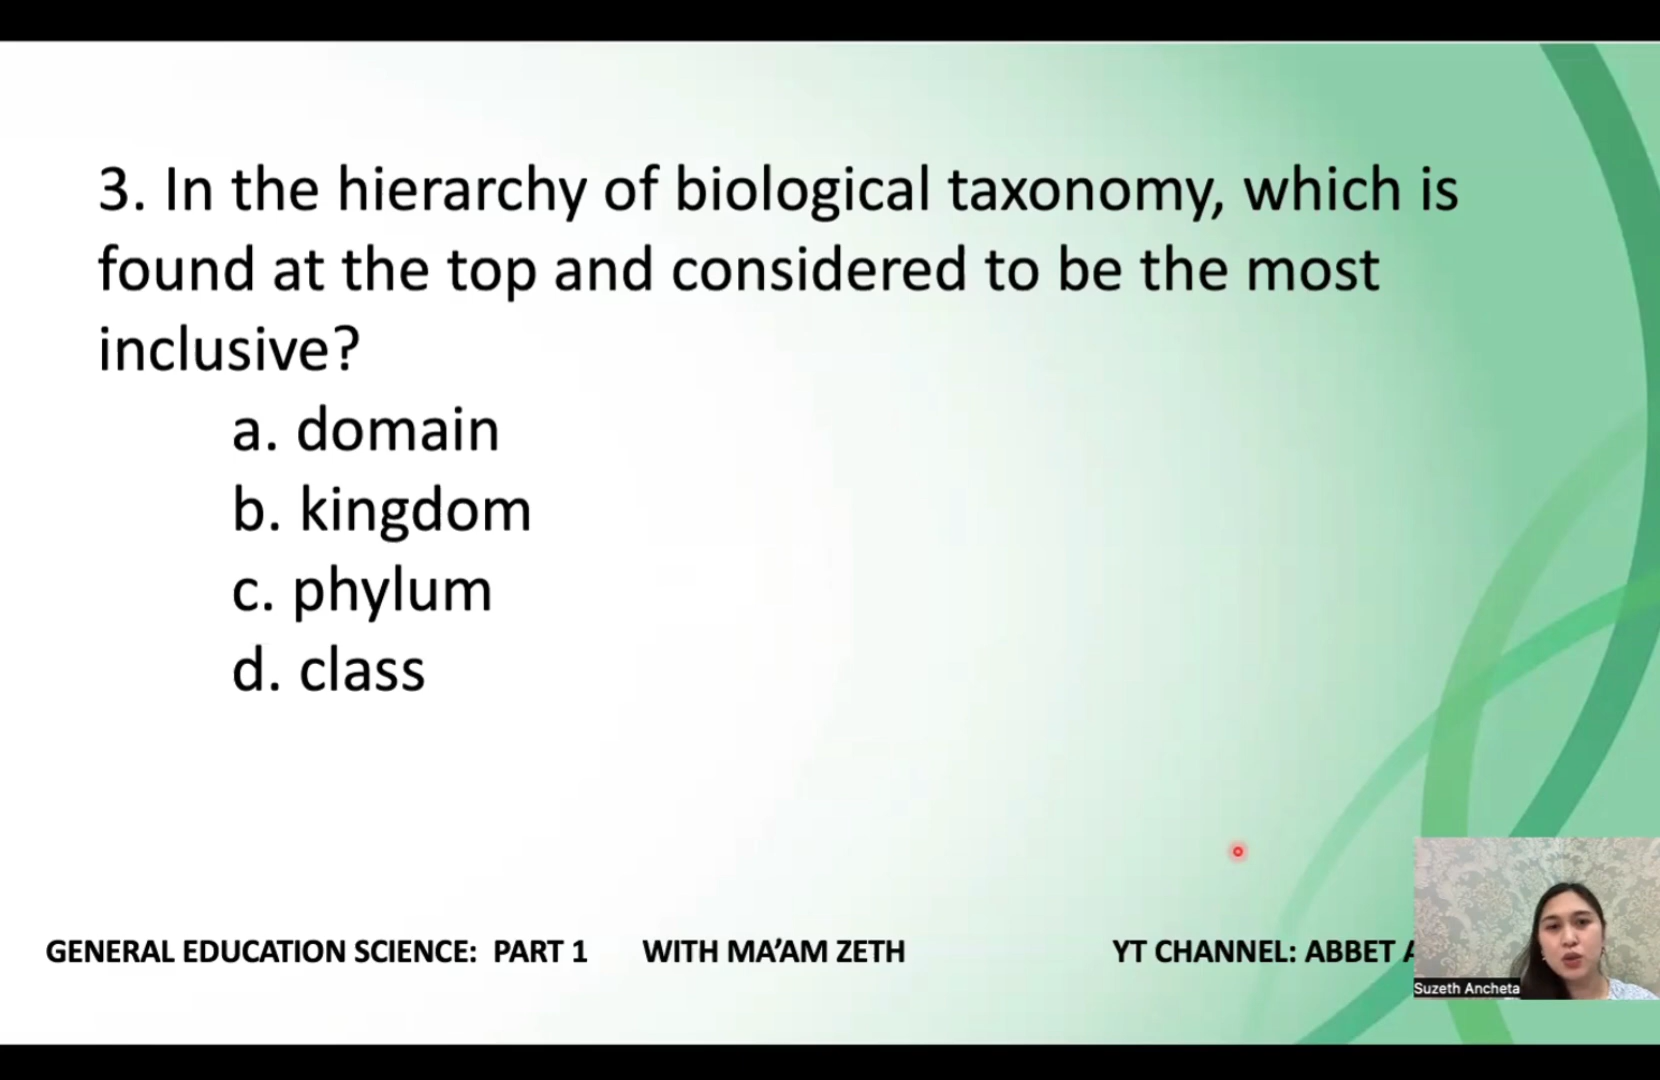 3. In the hierarchy of biological taxonomy, which is
found at the top and considered to be the most
inclusive?
a. domain
b. kingdom
c. phylum
d. class
GENERAL EDUCATION SCIENCE: PART 1 WITH MA’AM ZETH YT CHANNEL: ABBET
Suzeth Ancheta